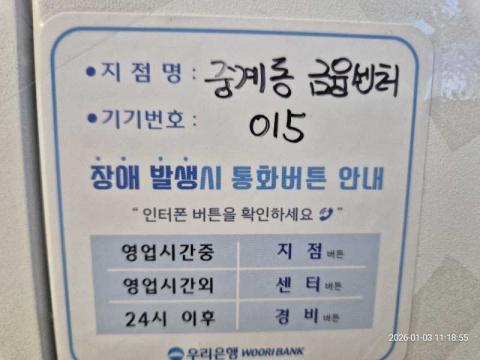 • 지점명 : 중계동 금융센터
• 기기번호 : 015
장애 발생시 통화버튼 안내
" 인터폰 버튼을 확인하세요 "
영업시간중 지점 버튼
영업시간외 센터 버튼
24시 이후 경비 버튼
우리은행 WOORI BANK
2026-01-03 11:18:55